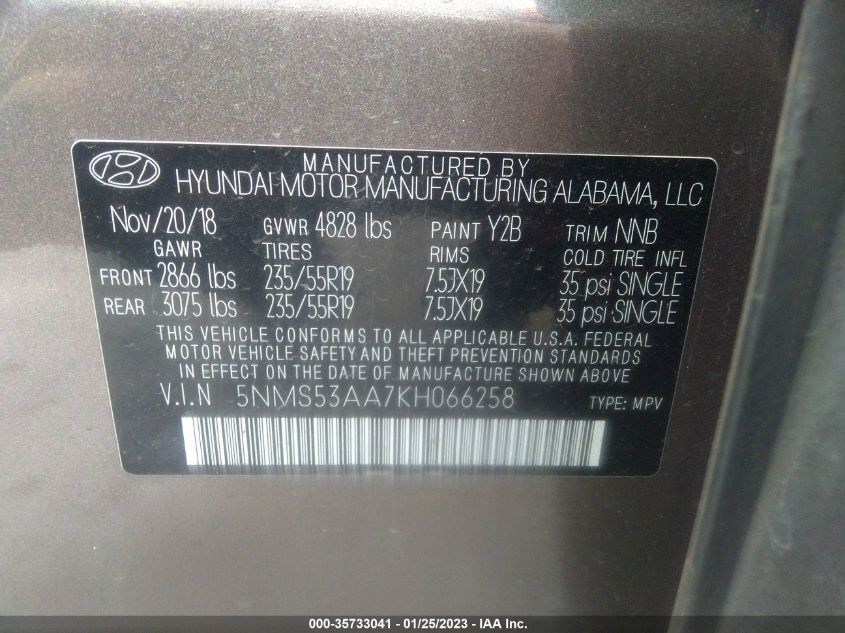 MANUFACTURED BY
HYUNDAI MOTOR MANUFACTURING ALABAMA, LLC
Nov/20/18 GVWR 4828 lbs PAINT Y2B TRIM NNB
GAWR TIRES RIMS COLD TIRE INFL
FRONT 2866 lbs 235/55R19 7.5JX19 35 psi SINGLE
REAR 3075 lbs 235/55R19 7.5JX19 35 psi SINGLE
THIS VEHICLE CONFORMS TO ALL APPLICABLE U.S.A. FEDERAL
MOTOR VEHICLE SAFETY AND THEFT PREVENTION STANDARDS
IN EFFECT ON THE DATE OF MANUFACTURE SHOWN ABOVE
V.I.N 5NMS53AA7KH066258 TYPE: MPV
000-35733041 - 01/25/2023 - IAA Inc.